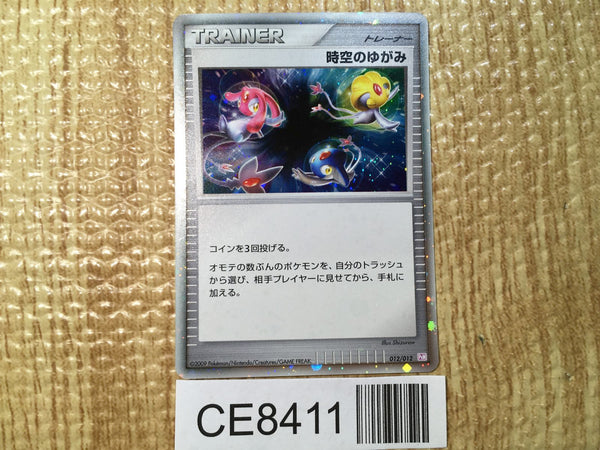 TRAINER
トレーナー
時空のゆがみ
コインを3回投げる。
オモテの数ぶんのポケモンを、自分のトラッシュ
から選び、相手プレイヤーに見せてから、手札に
加える。
Illus. Shizurow
©2009 Pokémon/Nintendo/Creatures/GAME FREAK.
012/012
CE8411